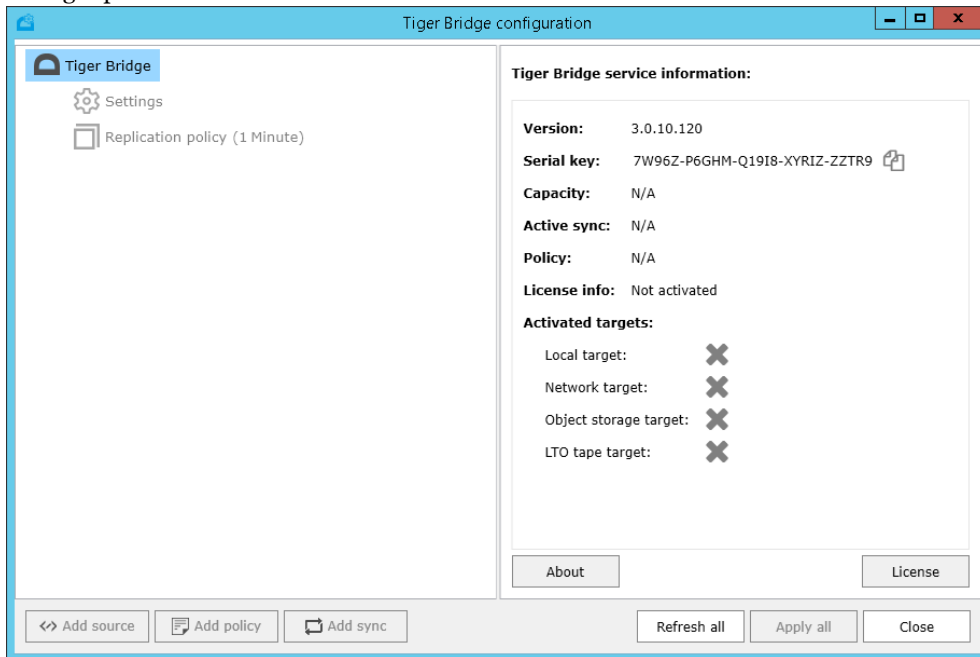 Tiger Bridge configuration
Tiger Bridge
Settings
Replication policy (1 Minute)
Tiger Bridge service information:
Version: 3.0.10.120
Serial key: 7W96Z-P6GHM-Q19I8-XYRIZ-ZZTR9
Capacity: N/A
Active sync: N/A
Policy: N/A
License info: Not activated
Activated targets:
Local target:
Network target:
Object storage target:
LTO tape target:
About License
Add source Add policy Add sync Refresh all Apply all Close